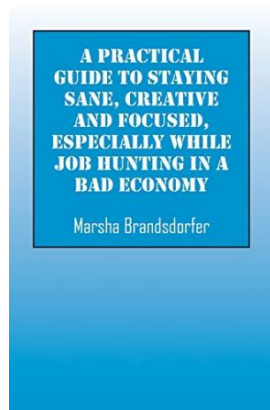 A PRACTICAL
GUIDE TO STAYING
SANE, CREATIVE
AND FOCUSED,
ESPECIALLY WHILE
JOB HUNTING IN A
BAD ECONOMY
Marsha Brandsdorfer